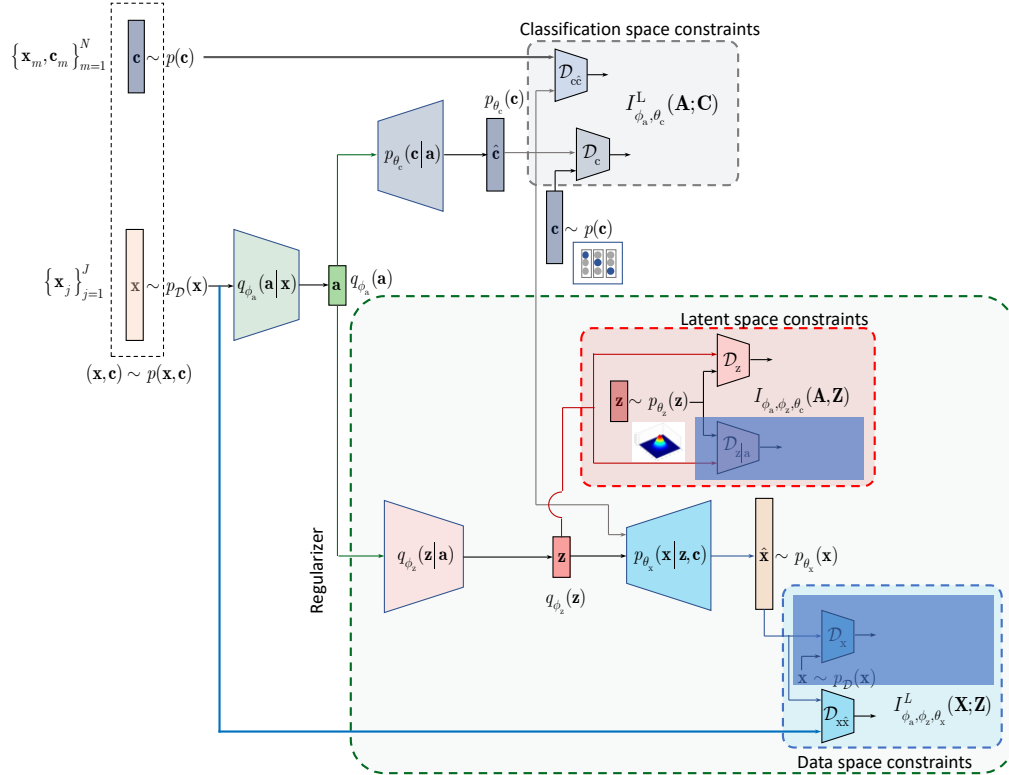 Classification space constraints
{x_m, c_m}_{m=1}^N
c ∼ p(c)
D_{cĉ}
I^L_{φ_a,θ_c}(A;C)
p_{θ_c}(c)
p_{θ_c}(c|a)
ĉ
D_c
c ∼ p(c)
{x_j}_{j=1}^J
x ∼ p_D(x)
q_{φ_a}(a|x)
a
q_{φ_a}(a)
(x,c) ∼ p(x,c)
Latent space constraints
D_z
z ∼ p_{θ_z}(z)
I_{φ_a,φ_z,θ_c}(A,Z)
D_{z|a}
Regularizer
q_{φ_z}(z|a)
z
q_{φ_z}(z)
p_{θ_x}(x|z,c)
x̂ ∼ p_{θ_x}(x)
D_x
x ∼ p_D(x)
D_{xx̂}
I^L_{φ_a,φ_z,θ_x}(X;Z)
Data space constraints